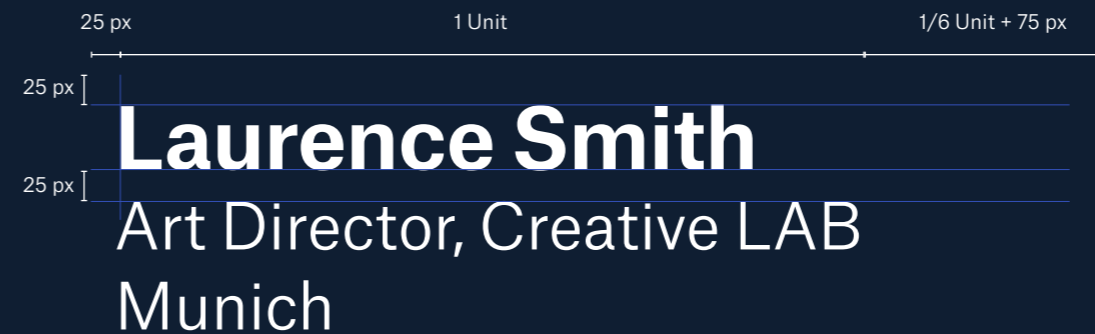 25 px 1 Unit 1/6 Unit + 75 px
25 px
Laurence Smith
25 px
Art Director, Creative LAB
Munich